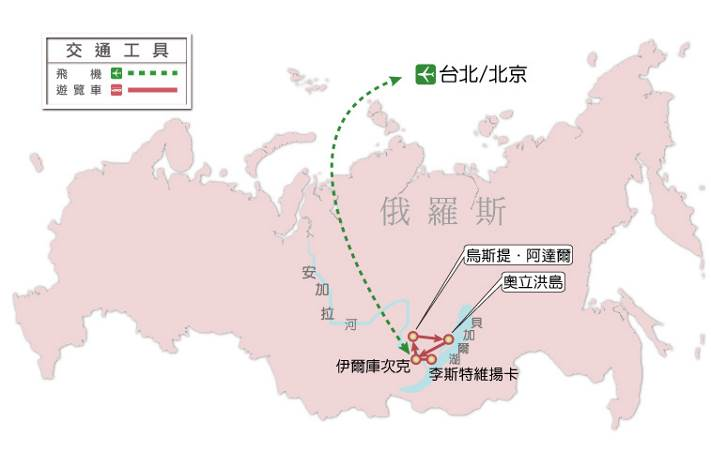 交通工具
飛機
遊覽車
台北/北京
俄羅斯
烏斯提·阿達爾
奧立洪島
安加拉河
貝加爾湖
伊爾庫次克
李斯特維揚卡